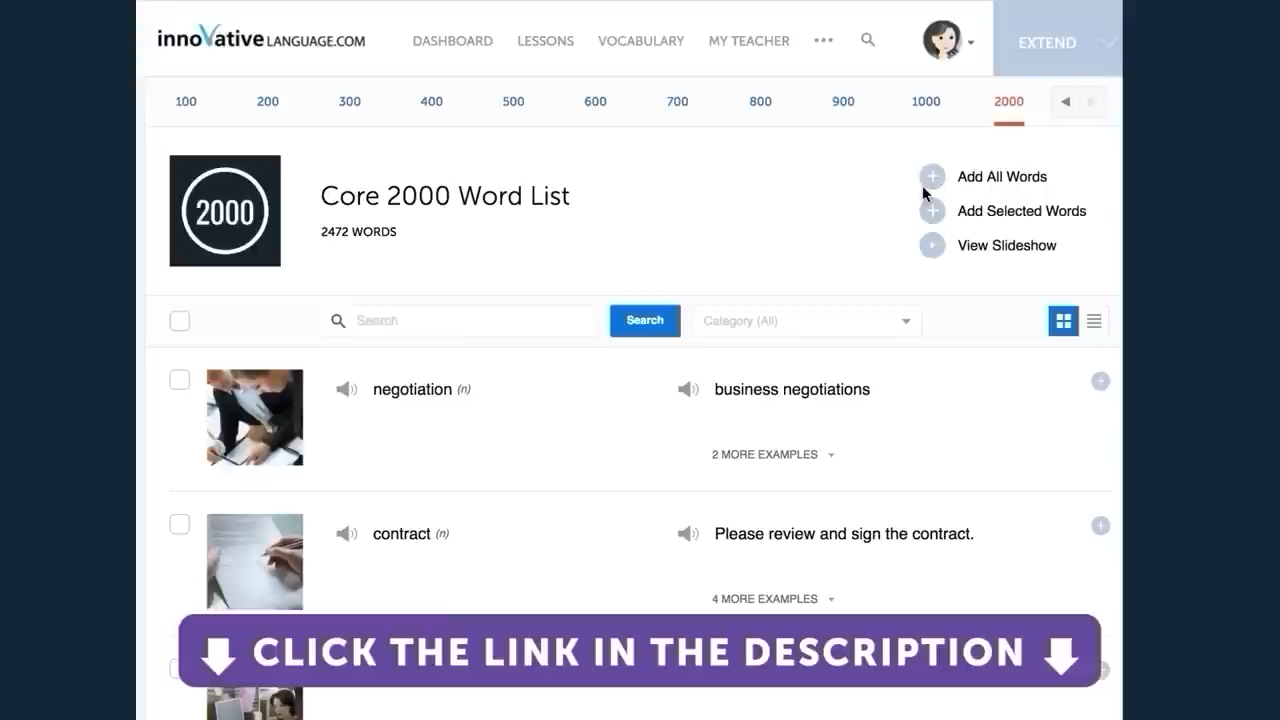 innoVative LANGUAGE.COM DASHBOARD LESSONS VOCABULARY MY TEACHER ••• EXTEND
100 200 300 400 500 600 700 800 900 1000 2000
2000
Core 2000 Word List
2472 WORDS
Add All Words
Add Selected Words
View Slideshow
Search Search Category (All)
negotiation (n) business negotiations
2 MORE EXAMPLES
contract (n) Please review and sign the contract.
4 MORE EXAMPLES
CLICK THE LINK IN THE DESCRIPTION